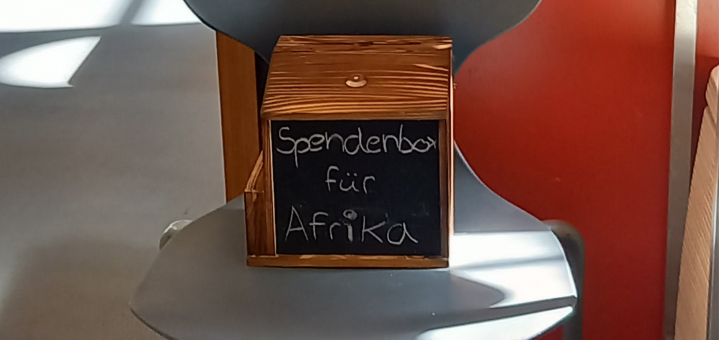 Spendenbox
für
Afrika